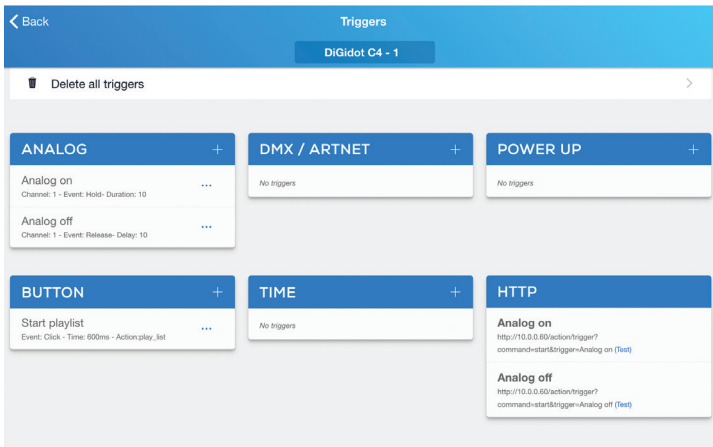 Back
Triggers
DiGidot C4 - 1
Delete all triggers
ANALOG +
Analog on ...
Channel: 1 - Event: Hold- Duration: 10
Analog off ...
Channel: 1 - Event: Release- Delay: 10
DMX / ARTNET +
No triggers
POWER UP +
No triggers
BUTTON +
Start playlist ...
Event: Click - Time: 600ms - Action:play_list
TIME +
No triggers
HTTP
Analog on
http://10.0.0.60/action/trigger?
command=start&trigger=Analog on (Test)
Analog off
http://10.0.0.60/action/trigger?
command=start&trigger=Analog off (Test)